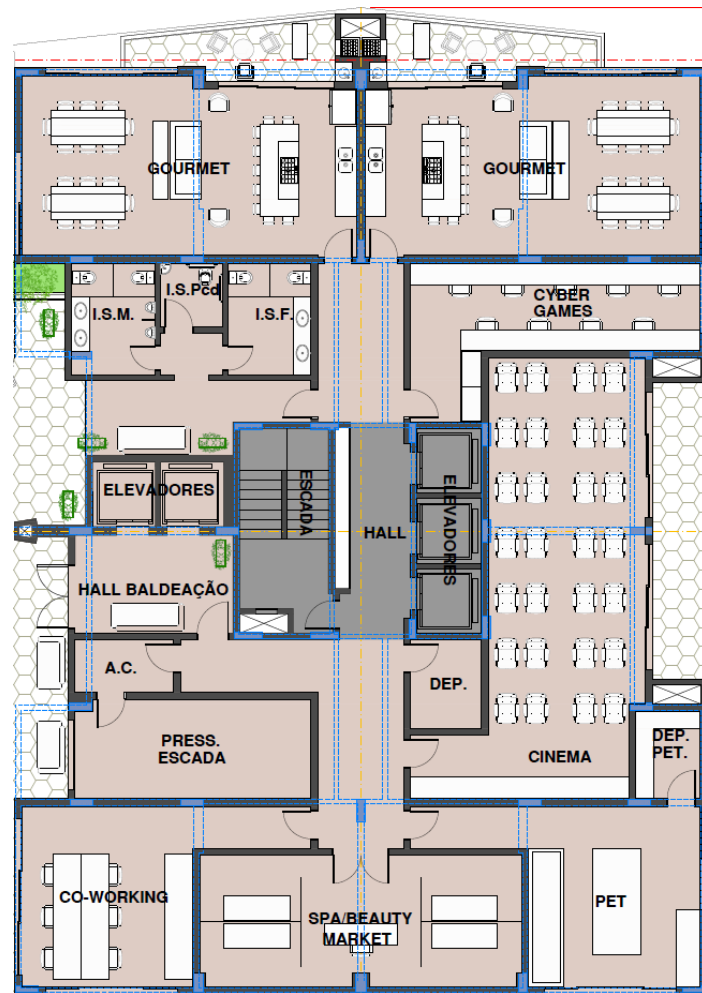 GOURMET
GOURMET
I.S.Pcd
I.S.M.
I.S.F.
CYBER
GAMES
ELEVADORES
ESCADA
HALL
ELEVADORES
HALL BALDEAÇÃO
A.C.
DEP.
PRESS.
ESCADA
CINEMA
DEP.
PET.
CO-WORKING
SPA/BEAUTY
MARKET
PET